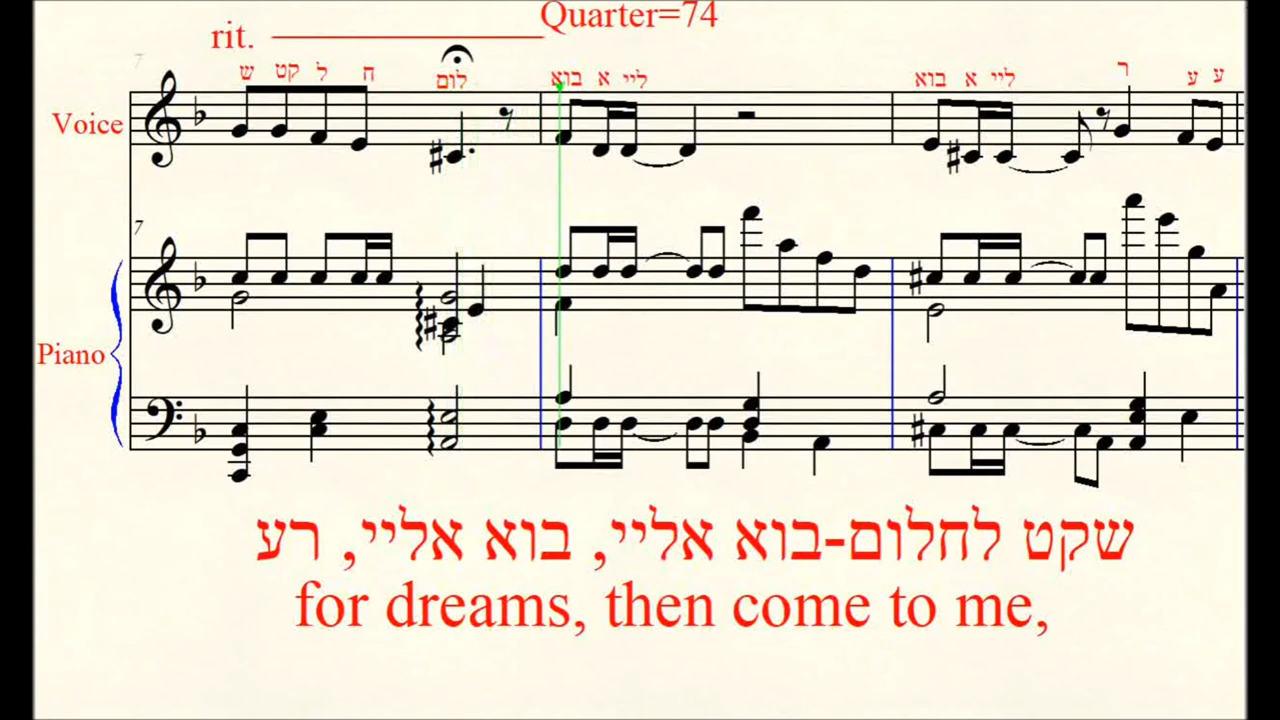 Quarter=74
rit.
7
ש קט ל ח לום בוא א ליי בוא א ליי ר ע ע
Voice
7
Piano
שקט לחלום-בוא אליי, בוא אליי, רע
for dreams, then come to me,